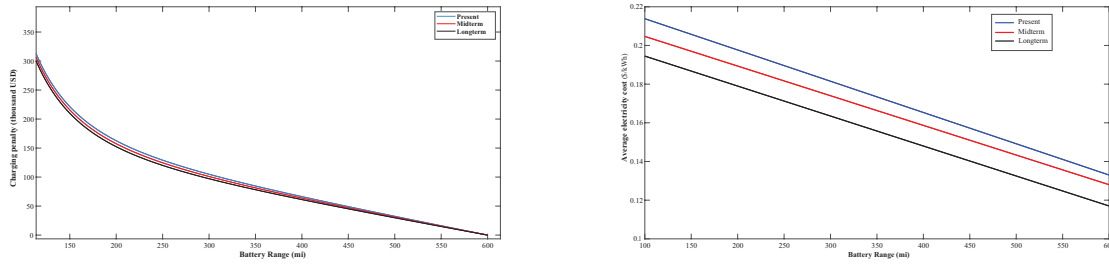 Present
Midterm
Longterm
350
300
250
200
150
100
50
0
Charging penalty (thousand USD)
150 200 250 300 350 400 450 500 550 600
Battery Range (mi)
0.22
0.2
0.18
0.16
0.14
0.12
0.1
Average electricity cost ($/kWh)
Present
Midterm
Longterm
100 150 200 250 300 350 400 450 500 550 600
Battery Range (mi)